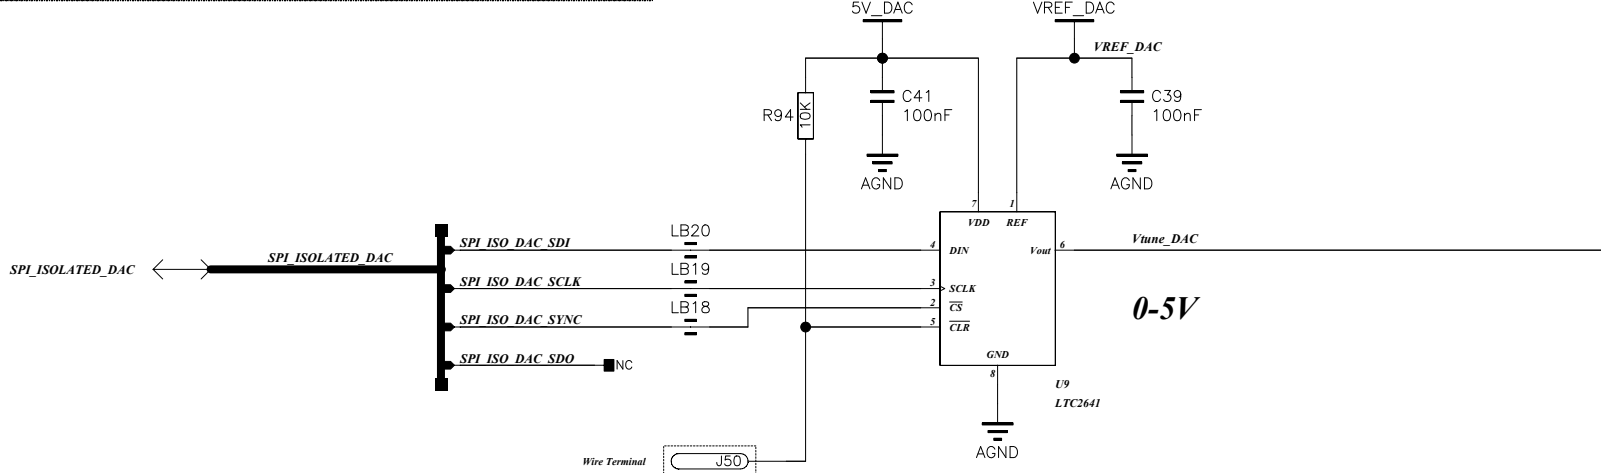 5V_DAC
VREF_DAC
VREF_DAC
C41
100nF
C39
100nF
R94
10K
AGND
AGND
7
1
VDD
REF
SPI_ISOLATED_DAC
SPI_ISOLATED_DAC
SPI_ISO_DAC_SDI
LB20
4
DIN
Vout
6
Vtune_DAC
SPI_ISO_DAC_SCLK
LB19
3
SCLK
SPI_ISO_DAC_SYNC
LB18
2
CS
5
CLR
0-5V
SPI_ISO_DAC_SDO
NC
GND
8
U9
LTC2641
AGND
Wire Terminal
J50